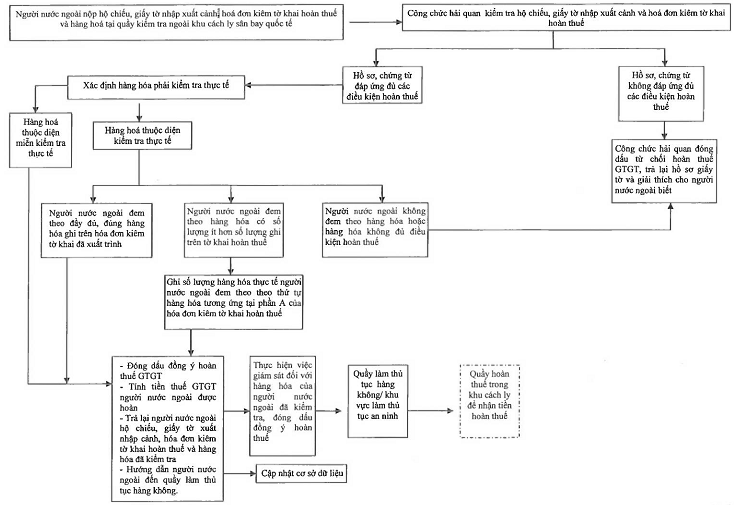 Người nước ngoài nộp hộ chiếu, giấy tờ nhập xuất cảnh, hoá đơn kiêm tờ khai hoàn thuế
và hàng hoá tại quầy kiểm tra ngoài khu cách ly sân bay quốc tế
Công chức hải quan kiểm tra hộ chiếu, giấy tờ nhập xuất cảnh và hoá đơn kiêm tờ khai
hoàn thuế
Xác định hàng hóa phải kiểm tra thực tế
Hồ sơ, chứng từ
đáp ứng đủ các
điều kiện hoàn thuế
Hồ sơ, chứng từ
không đáp ứng đủ
các điều kiện hoàn
thuế
Hàng hoá
thuộc diện
miễn kiểm tra
thực tế
Hàng hoá thuộc diện
kiểm tra thực tế
Công chức hải quan đóng
dấu từ chối hoàn thuế
GTGT, trả lại hồ sơ giấy
tờ và giải thích cho người
nước ngoài biết
Người nước ngoài đem
theo đầy đủ, đúng hàng
hóa ghi trên hóa đơn kiêm
tờ khai đã xuất trình
Người nước ngoài đem
theo hàng hóa có số
lượng ít hơn số lượng ghi
trên tờ khai hoàn thuế
Người nước ngoài không
đem theo hàng hóa hoặc
hàng hóa không đủ điều
kiện hoàn thuế
Ghi số lượng hàng hóa thực tế người
nước ngoài đem theo theo thứ tự
hàng hóa tương ứng tại phần A của
hóa đơn kiêm tờ khai hoàn thuế
- Đóng dấu đồng ý hoàn
thuế GTGT
- Tính tiền thuế GTGT
người nước ngoài được
hoàn
- Trả lại người nước ngoài
hộ chiếu, giấy tờ xuất
nhập cảnh, hóa đơn kiêm
tờ khai hoàn thuế và hàng
hóa đã kiểm tra
- Hướng dẫn người nước
ngoài đến quầy làm thủ
tục hàng không.
Thực hiện việc
giám sát đối với
hàng hóa của
người nước
ngoài đã kiểm
tra, đóng dấu
đồng ý hoàn
thuế
Quầy làm thủ
tục hàng
không/ khu
vực làm thủ
tục an ninh
Quầy hoàn
thuế trong
khu cách ly
để nhận tiền
hoàn thuế
Cập nhật cơ sở dữ liệu